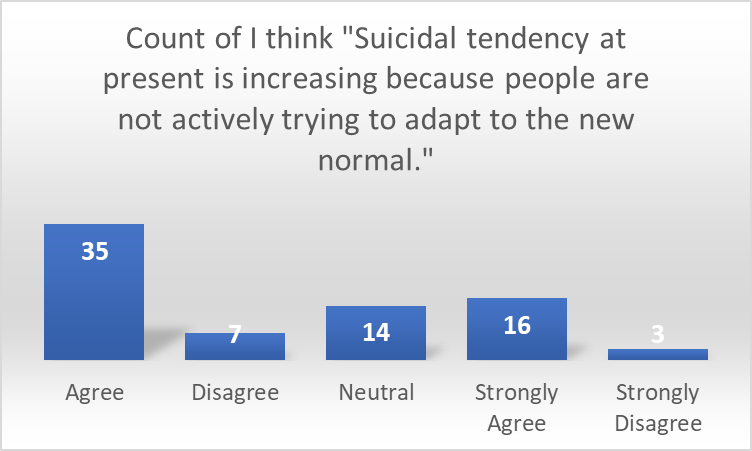 Count of I think "Suicidal tendency at
present is increasing because people are
not actively trying to adapt to the new
normal."
35
7
14
16
3
Agree
Disagree
Neutral
Strongly
Agree
Strongly
Disagree